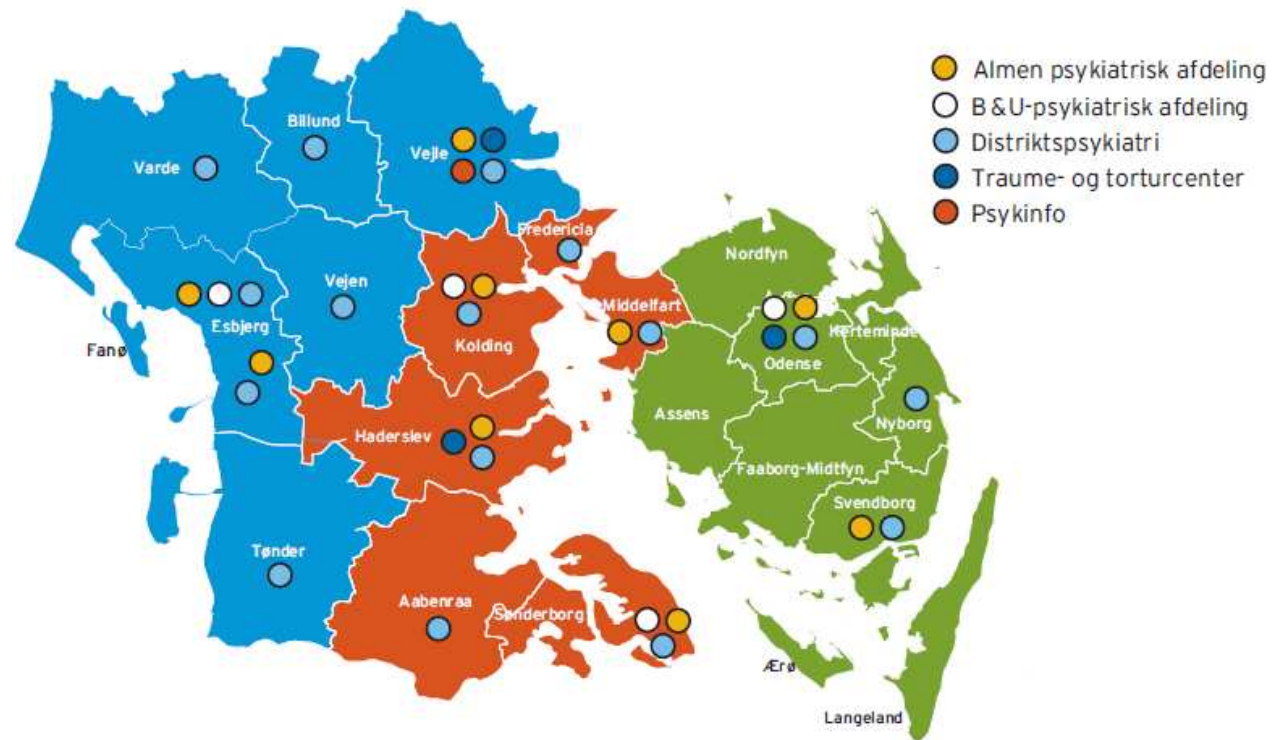 Almen psykiatrisk afdeling
B&U-psykiatrisk afdeling
Distriktspsykiatri
Traume- og torturcenter
Psykinfo
Billund
Varde
Vejle
Fredericia
Nordfyn
Vejen
Middelfart
Esbjerg
Kerteminde
Fanø
Kolding
Odense
Assens
Nyborg
Haderslev
Faaborg-Midtfyn
Svendborg
Tønder
Aabenraa
Sønderborg
Ærø
Langeland